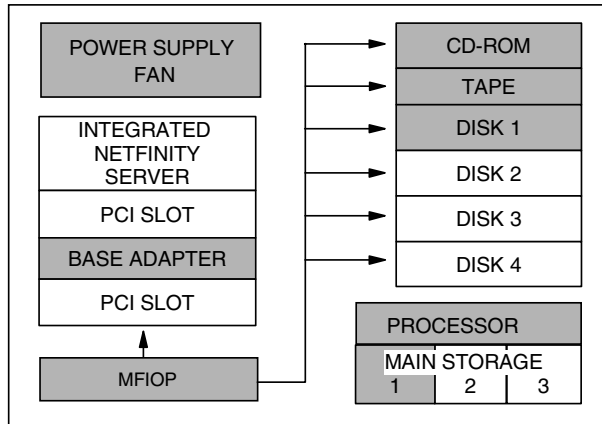 POWER SUPPLY
FAN
INTEGRATED
NETFINITY
SERVER
PCI SLOT
BASE ADAPTER
PCI SLOT
MFIOP
CD-ROM
TAPE
DISK 1
DISK 2
DISK 3
DISK 4
PROCESSOR
MAIN STORAGE
1 2 3